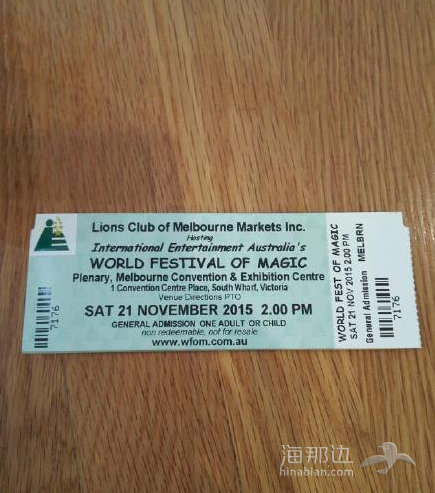 Lions Club of Melbourne Markets Inc.
Hosting
International Entertainment Australia's
WORLD FESTIVAL OF MAGIC
Plenary, Melbourne Convention & Exhibition Centre
1 Convention Centre Place, South Wharf, Victoria
Venue Directions PTO
SAT 21 NOVEMBER 2015 2.00 PM
GENERAL ADMISSION ONE ADULT OR CHILD
non redeemable, not for resale
www.wfom.com.au
7176
WORLD FEST OF MAGIC
SAT 21 NOV 2015 2.00 PM
General Admission MELBRN
7176
海那边
hinabian.com